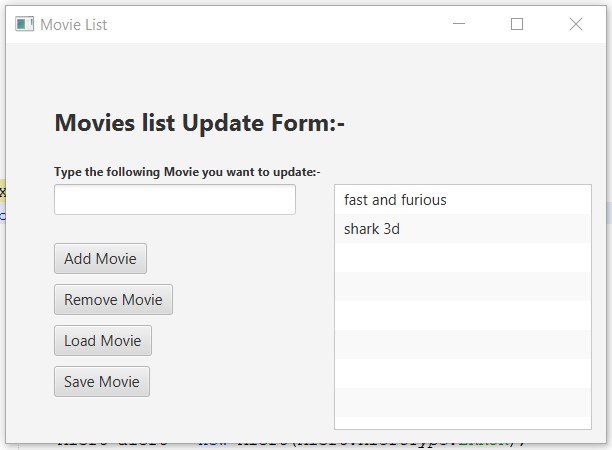 Movie List
Movies list Update Form:-
Type the following Movie you want to update:-
fast and furious
shark 3d
Add Movie
Remove Movie
Load Movie
Save Movie